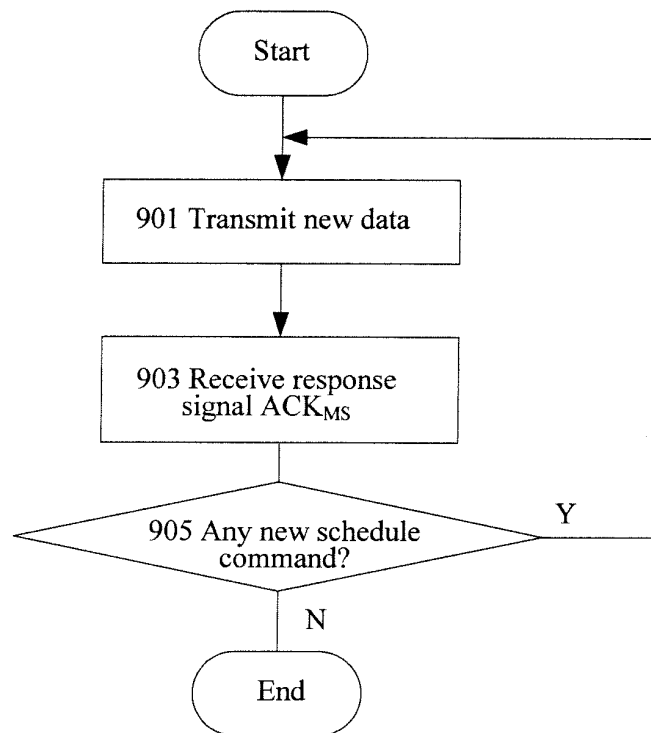 Start
901 Transmit new data
903 Receive response
signal ACKMS
905 Any new schedule
command?
Y
N
End